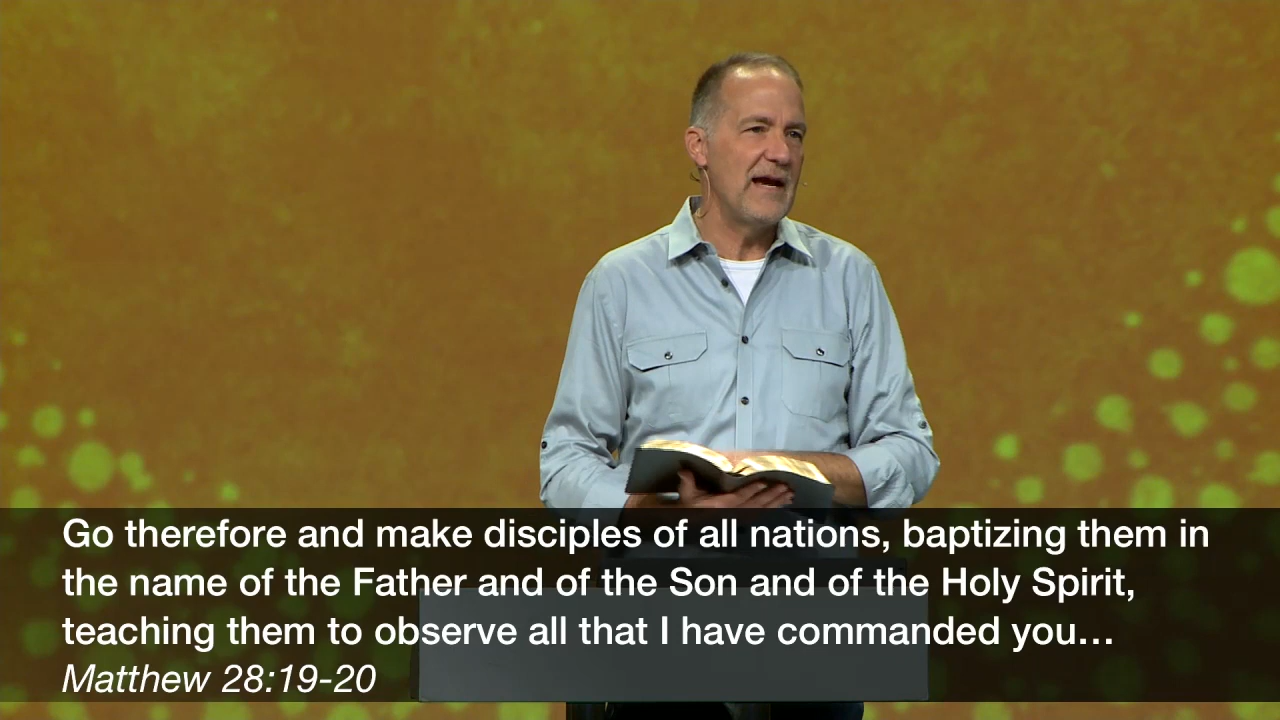 Go therefore and make disciples of all nations, baptizing them in
the name of the Father and of the Son and of the Holy Spirit,
teaching them to observe all that I have commanded you…
Matthew 28:19-20